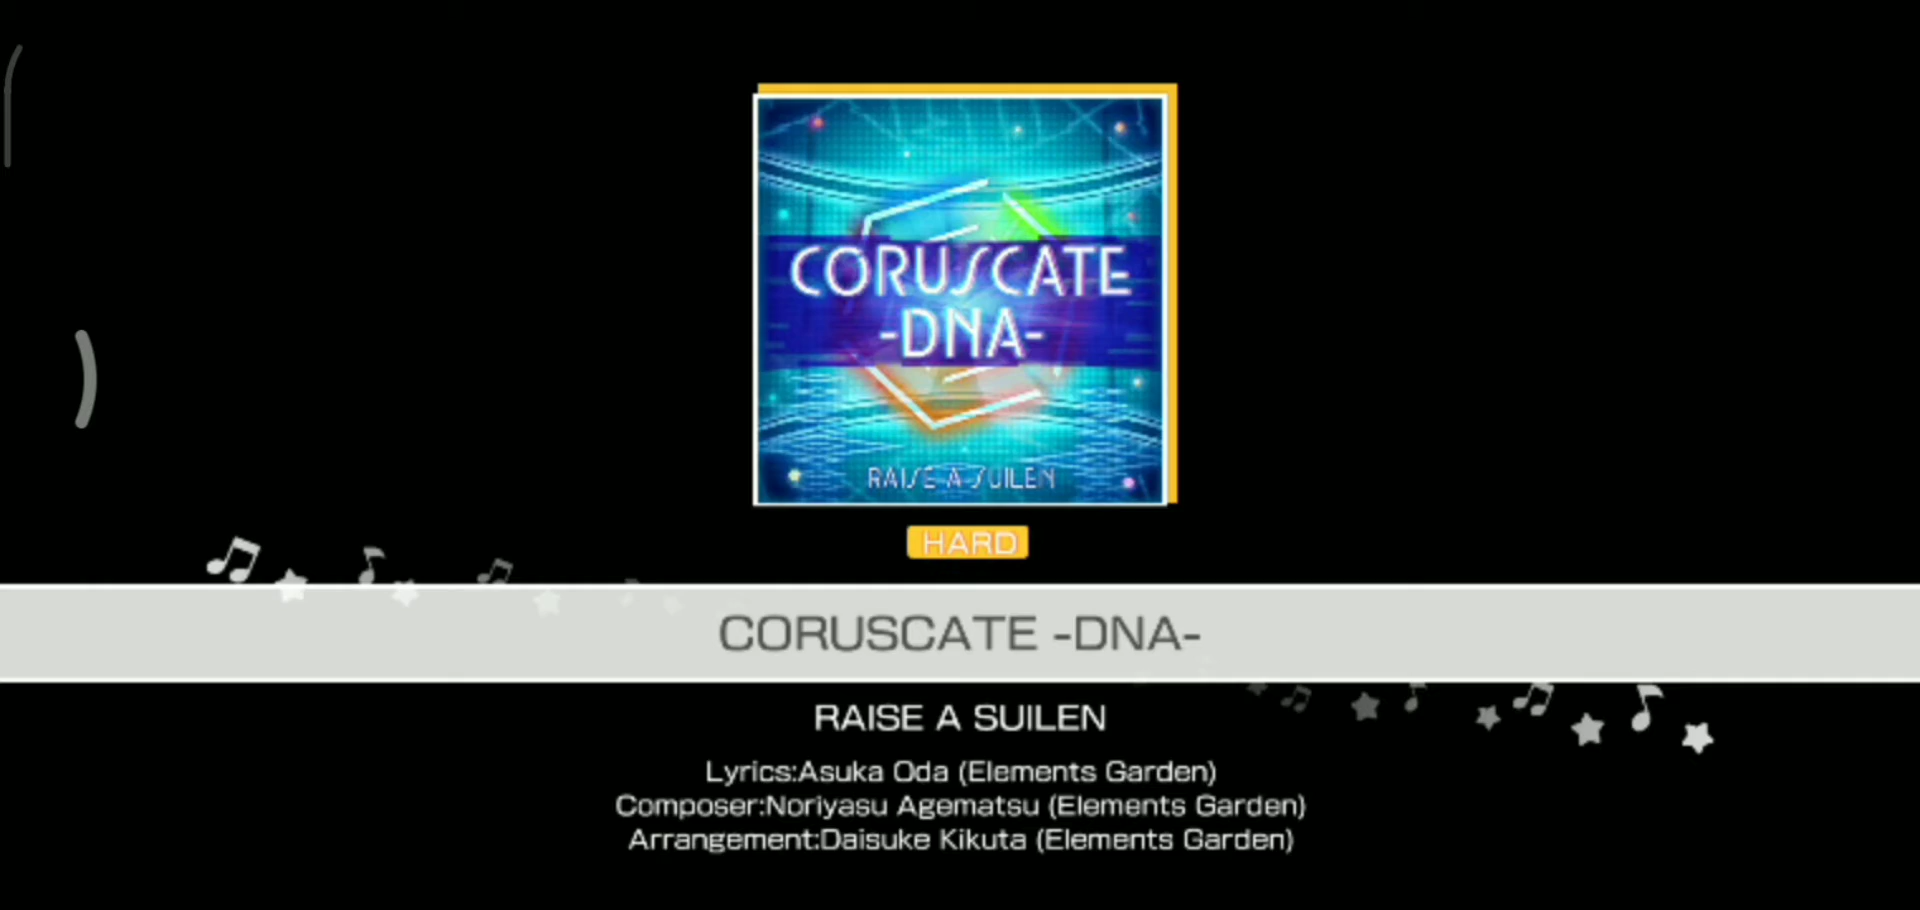 CORUSCATE
-DNA-
RAISE A SUILEN
HARD
CORUSCATE -DNA-
RAISE A SUILEN
Lyrics:Asuka Oda (Elements Garden)
Composer:Noriyasu Agematsu (Elements Garden)
Arrangement:Daisuke Kikuta (Elements Garden)